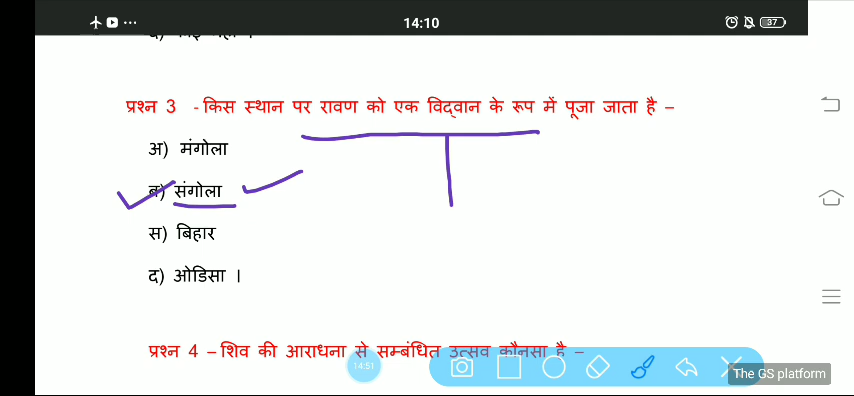 14:10
37
प्रश्न 3 - किस स्थान पर रावण को एक विद्वान के रूप में पूजा जाता है –
अ) मंगोला
ब) संगोला
स) बिहार
द) ओडिसा ।
प्रश्न 4 – शिव की आराधना से सम्बंधित उत्सव कौनसा है –
14:51
The GS platform